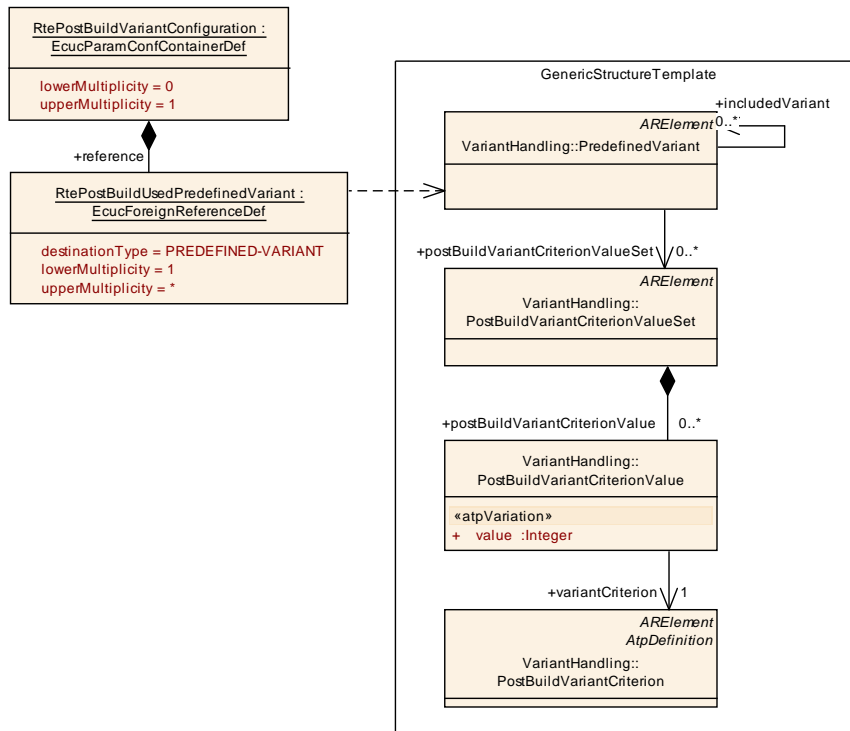 RtePostBuildVariantConfiguration :
EcucParamConfContainerDef
lowerMultiplicity = 0
upperMultiplicity = 1
+reference
RtePostBuildUsedPredefinedVariant :
EcucForeignReferenceDef
destinationType = PREDEFINED-VARIANT
lowerMultiplicity = 1
upperMultiplicity = *
GenericStructureTemplate
+includedVariant
0..*
ARElement
VariantHandling::PredefinedVariant
+postBuildVariantCriterionValueSet
0..*
ARElement
VariantHandling::
PostBuildVariantCriterionValueSet
+postBuildVariantCriterionValue
0..*
VariantHandling::
PostBuildVariantCriterionValue
«atpVariation»
+ value :Integer
+variantCriterion
1
ARElement
AtpDefinition
VariantHandling::
PostBuildVariantCriterion